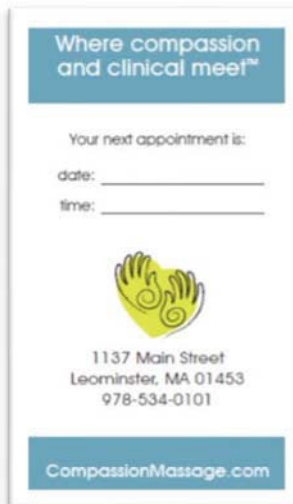 Where compassion
and clinical meet™
Your next appointment is:
date:
time:
1137 Main Street
Leominster, MA 01453
978-534-0101
CompassionMassage.com